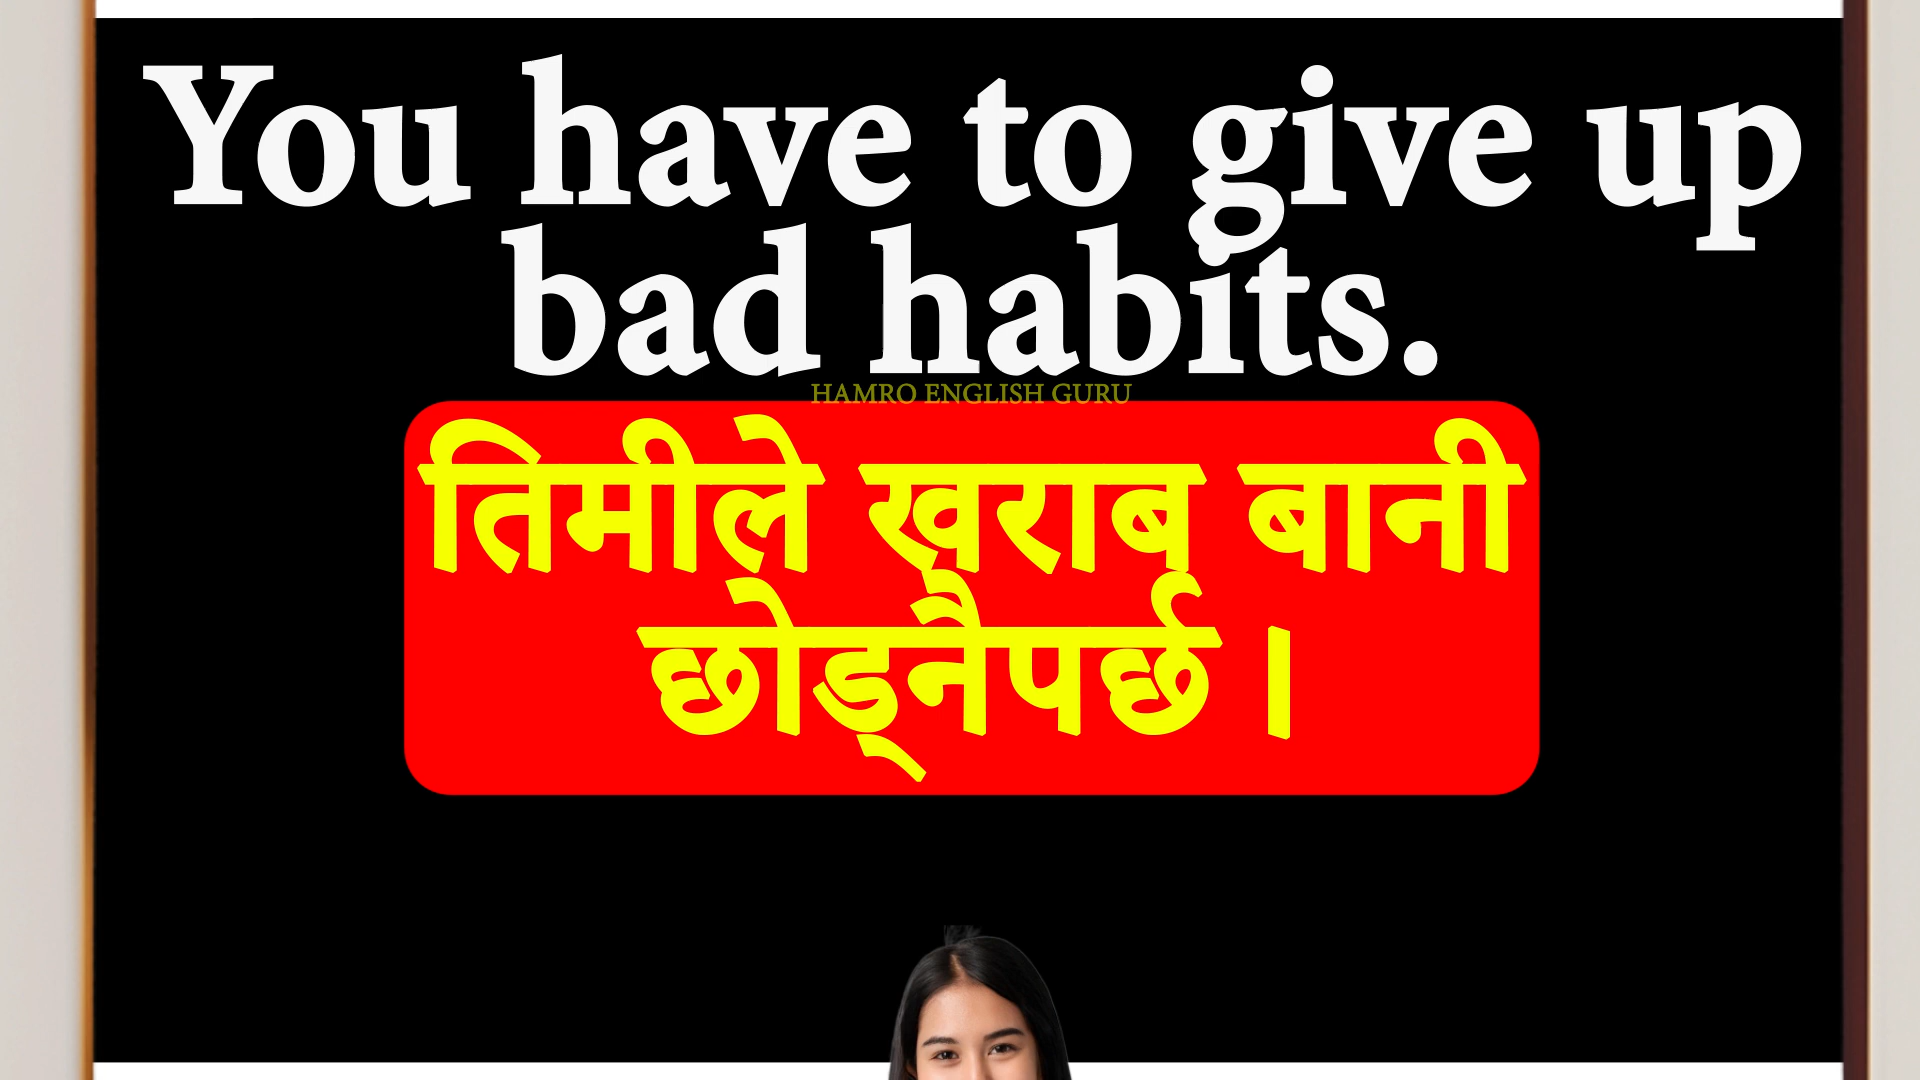 You have to give up
bad habits.
HAMRO ENGLISH GURU
तिमीले खराब बानी
छोड्नैपर्छ ।